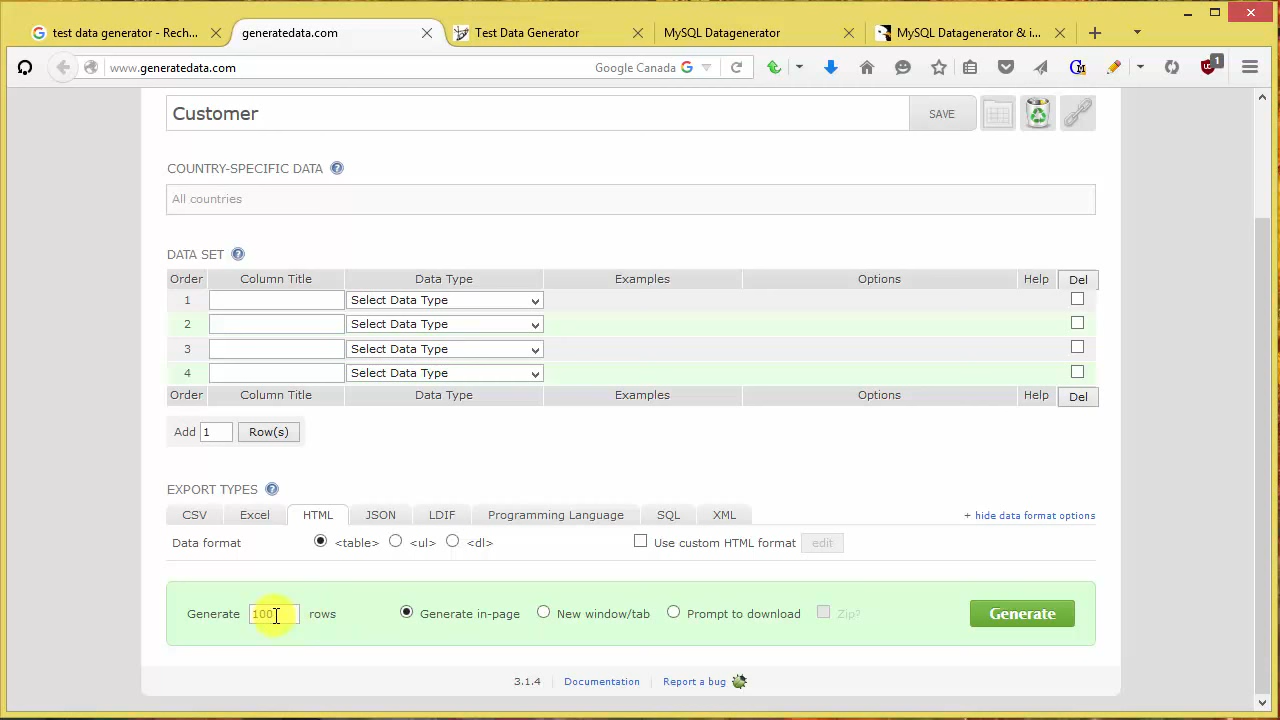 test data generator - Rech...
generatedata.com
Test Data Generator
MySQL Datagenerator
MySQL Datagenerator & i...
www.generatedata.com
Google Canada
1
Customer
SAVE
COUNTRY-SPECIFIC DATA
All countries
DATA SET
Order Column Title Data Type Examples Options Help Del
1 Select Data Type
2 Select Data Type
3 Select Data Type
4 Select Data Type
Order Column Title Data Type Examples Options Help Del
Add 1 Row(s)
EXPORT TYPES
CSV Excel HTML JSON LDIF Programming Language SQL XML + hide data format options
Data format <table> <ul> <dl> Use custom HTML format edit
Generate 100 rows Generate in-page New window/tab Prompt to download Zip? Generate
3.1.4 Documentation Report a bug